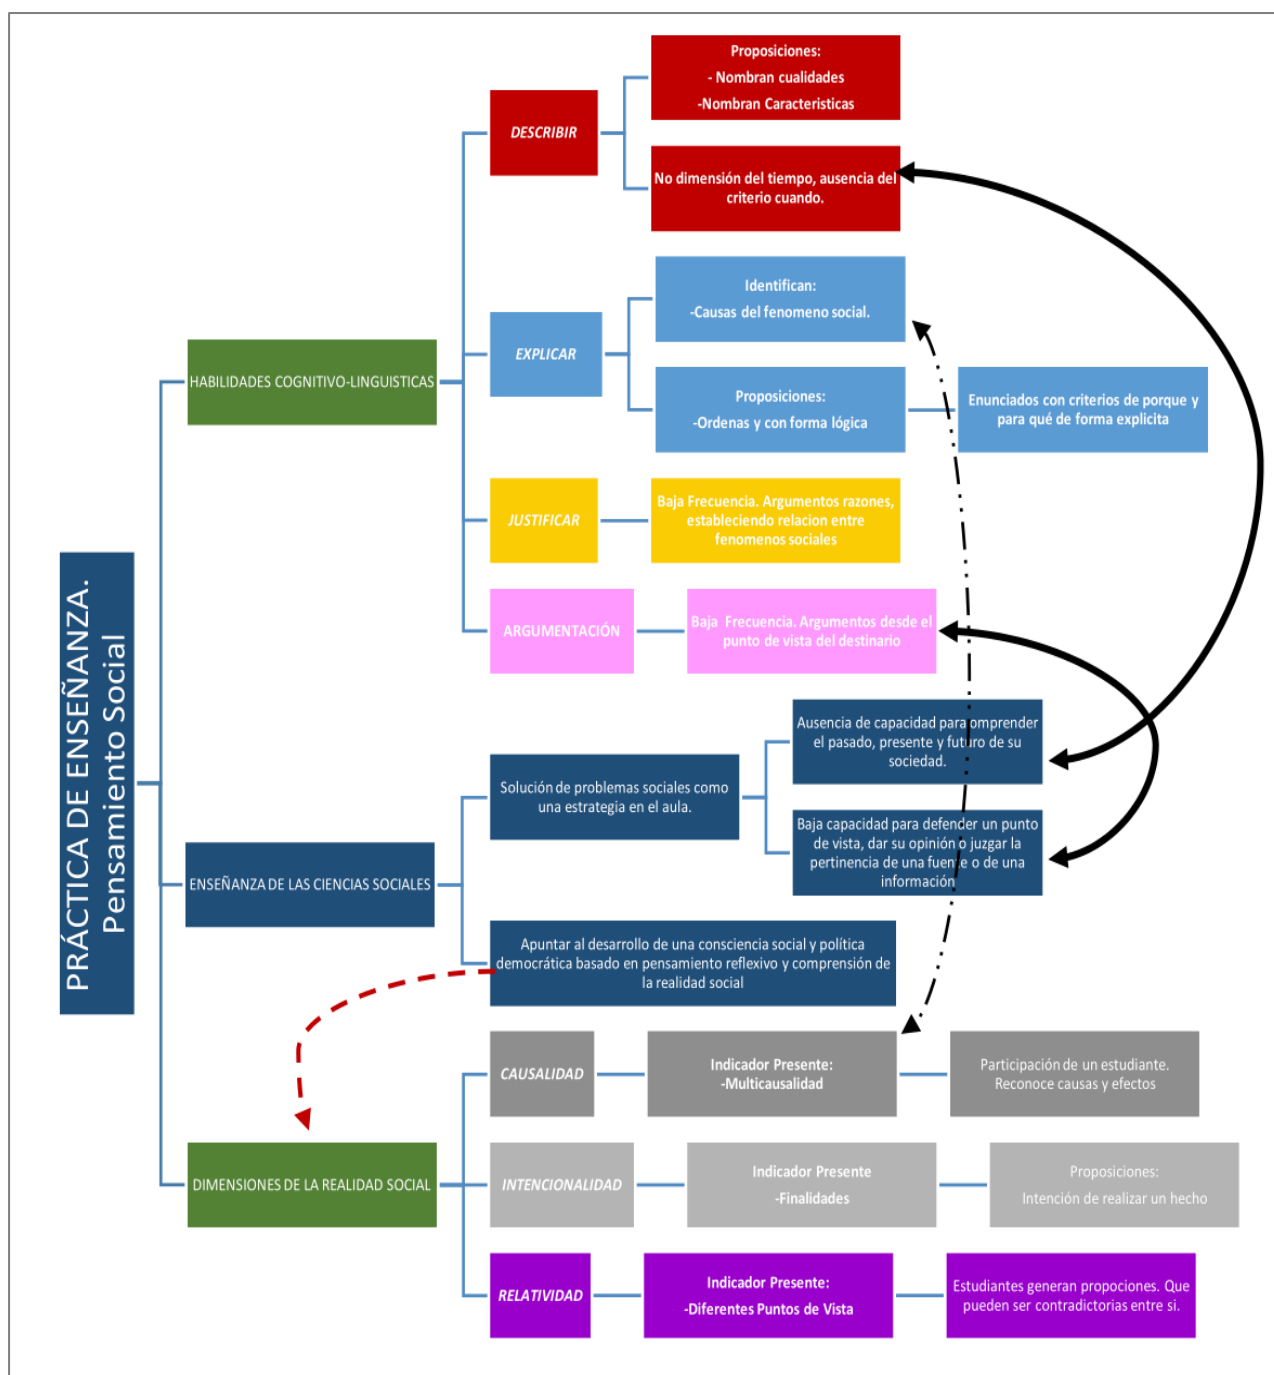 PRÁCTICA DE ENSEÑANZA.
Pensamiento Social
HABILIDADES COGNITIVO-LINGUISTICAS
DESCRIBIR
Proposiciones:
- Nombran cualidades
-Nombran Caracteristicas
No dimensión del tiempo, ausencia del
criterio cuando.
EXPLICAR
Identifican:
-Causas del fenomeno social.
Proposiciones:
-Ordenas y con forma lógica
Enunciados con criterios de porque y
para qué de forma explicita
JUSTIFICAR
Baja Frecuencia. Argumentos razones,
estableciendo relacion entre
fenomenos sociales
ARGUMENTACIÓN
Baja Frecuencia. Argumentos desde el
punto de vista del destinario
ENSEÑANZA DE LAS CIENCIAS SOCIALES
Solución de problemas sociales como
una estrategia en el aula.
Ausencia de capacidad para omprender
el pasado, presente y futuro de su
sociedad.
Baja capacidad para defender un punto
de vista, dar su opinión o juzgar la
pertinencia de una fuente o de una
información
Apuntar al desarrollo de una consciencia social y política
democrática basado en pensamiento reflexivo y comprensión de
la realidad social
DIMENSIONES DE LA REALIDAD SOCIAL
CAUSALIDAD
Indicador Presente:
-Multicausalidad
Participación de un estudiante.
Reconoce causas y efectos
INTENCIONALIDAD
Indicador Presente
-Finalidades
Proposiciones:
Intención de realizar un hecho
RELATIVIDAD
Indicador Presente:
-Diferentes Puntos de Vista
Estudiantes generan propociones. Que
pueden ser contradictorias entre si.